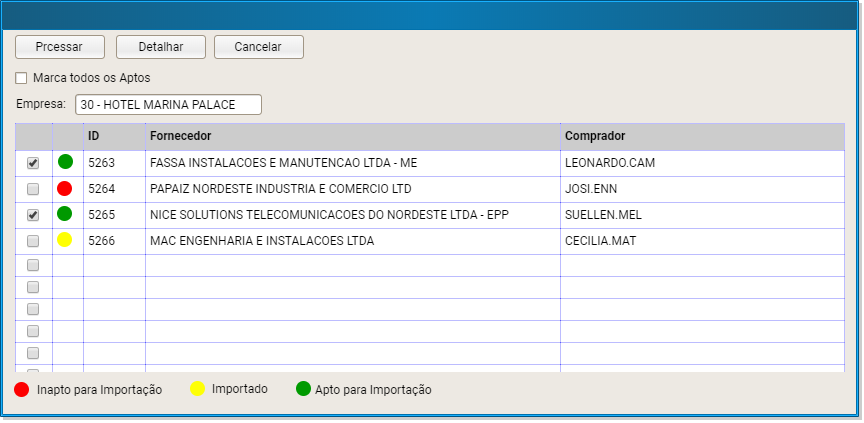 Prcessar Detalhar Cancelar
Marca todos os Aptos
Empresa: 30 - HOTEL MARINA PALACE
ID Fornecedor Comprador
5263 FASSA INSTALACOES E MANUTENCAO LTDA - ME LEONARDO.CAM
5264 PAPAIZ NORDESTE INDUSTRIA E COMERCIO LTD JOSI.ENN
5265 NICE SOLUTIONS TELECOMUNICACOES DO NORDESTE LTDA - EPP SUELLEN.MEL
5266 MAC ENGENHARIA E INSTALACOES LTDA CECILIA.MAT
Inapto para Importação Importado Apto para Importação